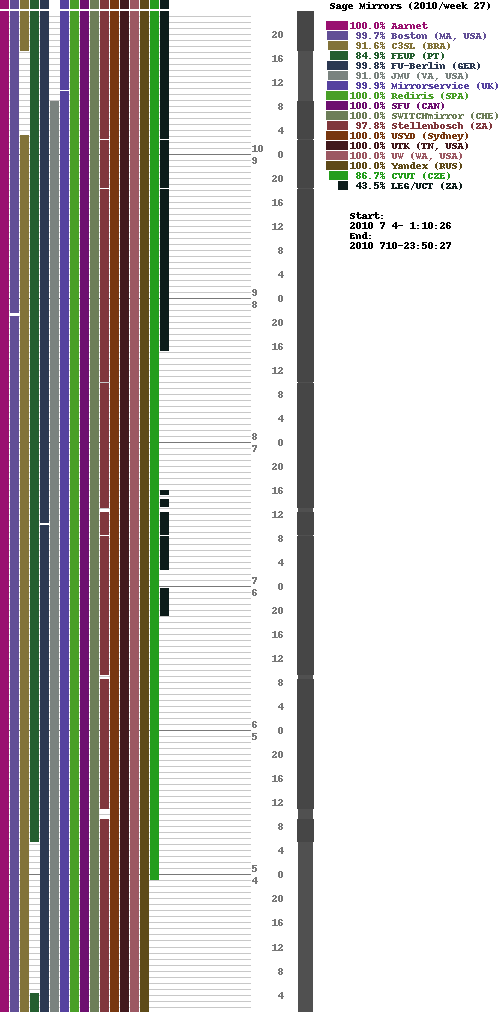 Sage Mirrors (2010/week 27)
100.0% Aarnet
99.7% Boston (MA, USA)
91.6% C3SL (BRA)
84.9% FEUP (PT)
99.8% FU-Berlin (GER)
91.0% JMU (VA, USA)
99.9% Mirrorservice (UK)
100.0% Rediris (SPA)
100.0% SFU (CAN)
100.0% SWITCHmirror (CHE)
97.8% Stellenbosch (ZA)
100.0% USYD (Sydney)
100.0% UTK (TN, USA)
100.0% UW (WA, USA)
100.0% Yandex (RUS)
86.7% CVUT (CZE)
43.5% LEG/UCT (ZA)
Start:
2010 7 4- 1:10:26
End:
2010 710-23:50:27
20
16
12
8
4
10
0
9
20
16
12
8
4
9
0
8
20
16
12
8
4
8
0
7
20
16
12
8
4
7
0
6
20
16
12
8
4
6
0
5
20
16
12
8
4
5
0
4
20
16
12
8
4